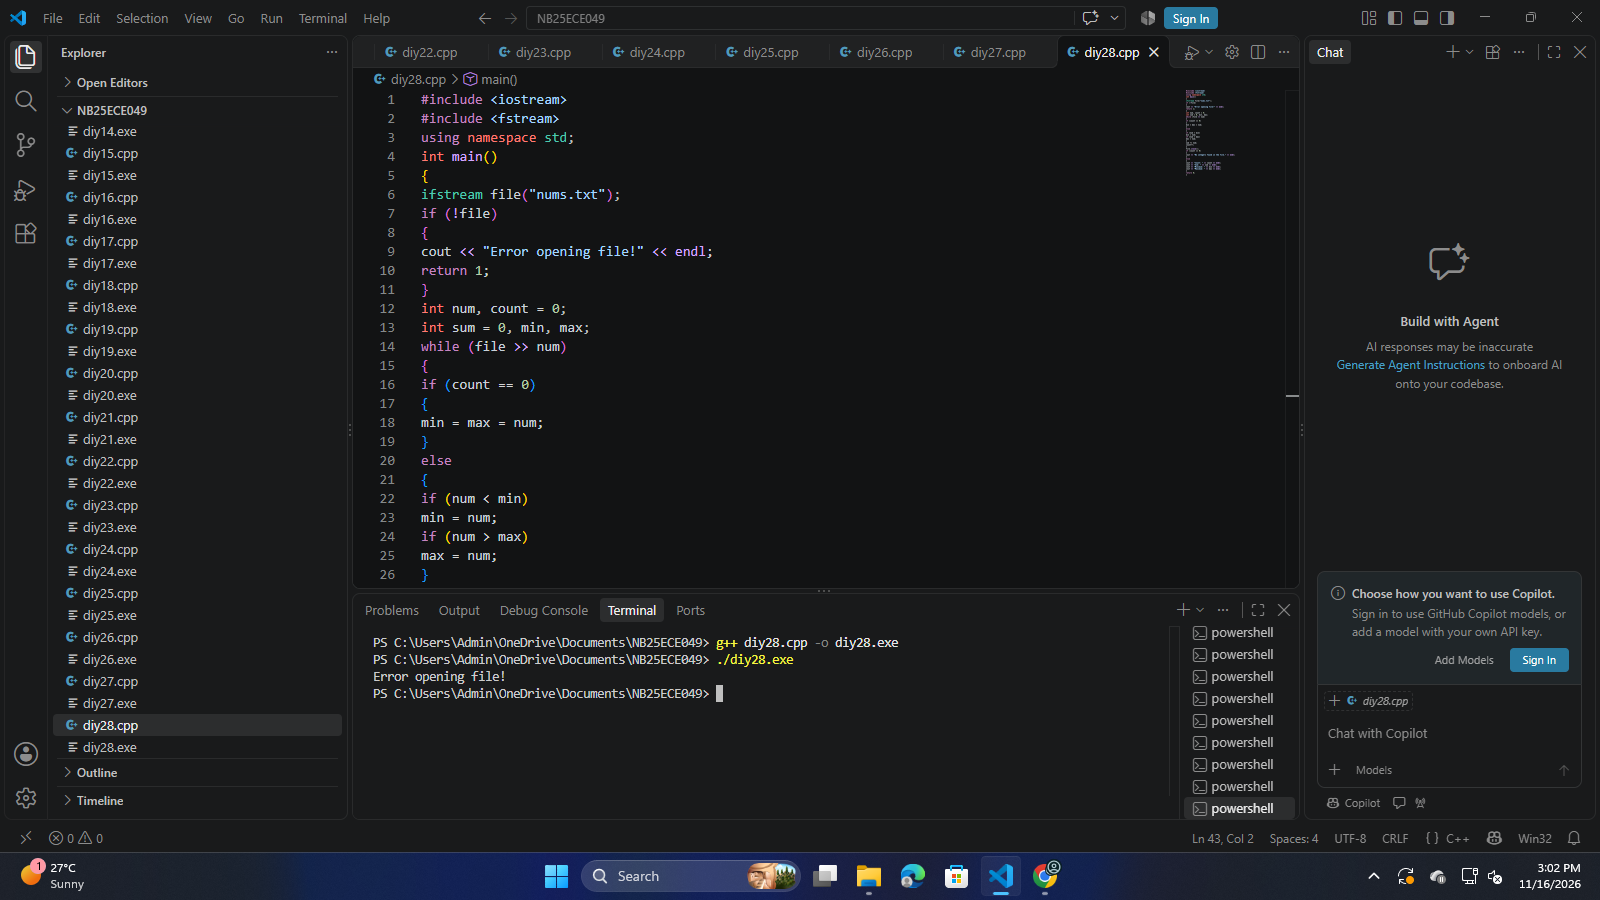 File Edit Selection View Go Run Terminal Help
NB25ECE049
Sign In
Explorer
Open Editors
NB25ECE049
diy14.exe
diy15.cpp
diy15.exe
diy16.cpp
diy16.exe
diy17.cpp
diy17.exe
diy18.cpp
diy18.exe
diy19.cpp
diy19.exe
diy20.cpp
diy20.exe
diy21.cpp
diy21.exe
diy22.cpp
diy22.exe
diy23.cpp
diy23.exe
diy24.cpp
diy24.exe
diy25.cpp
diy25.exe
diy26.cpp
diy26.exe
diy27.cpp
diy27.exe
diy28.cpp
diy28.exe
Outline
Timeline
diy22.cpp diy23.cpp diy24.cpp diy25.cpp diy26.cpp diy27.cpp diy28.cpp
diy28.cpp > main()
1 #include <iostream>
2 #include <fstream>
3 using namespace std;
4 int main()
5 {
6 ifstream file("nums.txt");
7 if (!file)
8 {
9 cout << "Error opening file!" << endl;
10 return 1;
11 }
12 int num, count = 0;
13 int sum = 0, min, max;
14 while (file >> num)
15 {
16 if (count == 0)
17 {
18 min = max = num;
19 }
20 else
21 {
22 if (num < min)
23 min = num;
24 if (num > max)
25 max = num;
26 }
Problems Output Debug Console Terminal Ports
PS C:\Users\Admin\OneDrive\Documents\NB25ECE049> g++ diy28.cpp -o diy28.exe
PS C:\Users\Admin\OneDrive\Documents\NB25ECE049> ./diy28.exe
Error opening file!
PS C:\Users\Admin\OneDrive\Documents\NB25ECE049>
powershell
powershell
powershell
powershell
powershell
powershell
powershell
powershell
powershell
Chat
Build with Agent
AI responses may be inaccurate
Generate Agent Instructions to onboard AI
onto your codebase.
Choose how you want to use Copilot.
Sign in to use GitHub Copilot models, or
add a model with your own API key.
Add Models Sign In
diy28.cpp
Chat with Copilot
Models
Copilot
0 0
Ln 43, Col 2 Spaces: 4 UTF-8 CRLF {} C++ Win32
1
27°C
Sunny
Search
3:02 PM
11/16/2026